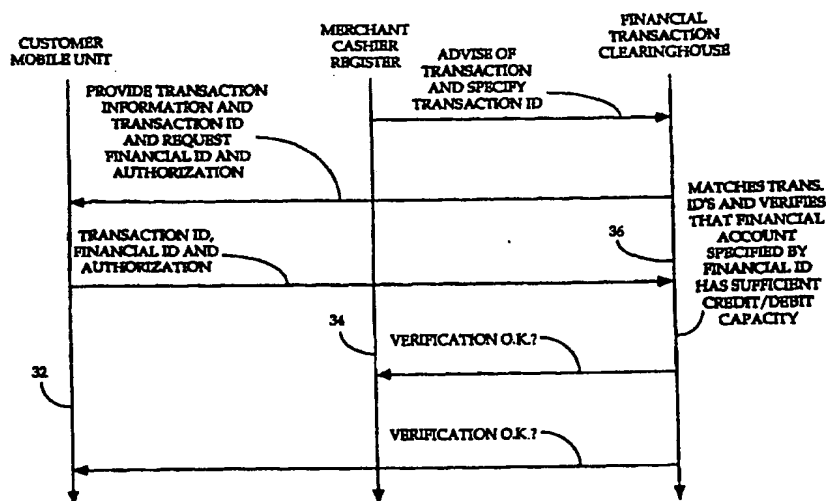 CUSTOMER
MOBILE UNIT
MERCHANT
CASHIER
REGISTER
FINANCIAL
TRANSACTION
CLEARINGHOUSE
ADVISE OF
TRANSACTION
AND SPECIFY
TRANSACTION ID
PROVIDE TRANSACTION
INFORMATION AND
TRANSACTION ID
AND REQUEST
FINANCIAL ID AND
AUTHORIZATION
MATCHES TRANS.
ID'S AND VERIFIES
THAT FINANCIAL
ACCOUNT
SPECIFIED BY
FINANCIAL ID
HAS SUFFICIENT
CREDIT/DEBIT
CAPACITY
TRANSACTION ID,
FINANCIAL ID AND
AUTHORIZATION
36
34
VERIFICATION O.K.?
32
VERIFICATION O.K.?